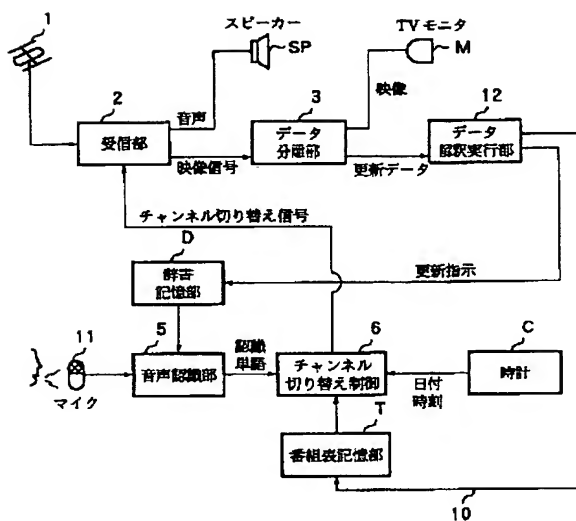 1
スピーカー
SP
TVモニタ
M
2
受信部
音声
映像信号
3
データ
分離部
映像
更新データ
12
データ
解釈実行部
チャンネル切り替え信号
D
辞書
記憶部
更新指示
11
マイク
5
音声認識部
認識
単語
6
チャンネル
切り替え制御
日付
時刻
C
時計
T
番組表記憶部
10